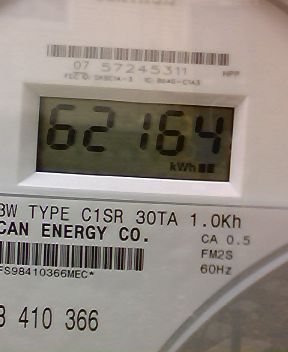 07 57245311 HPP
62164
kWh
3W TYPE C1SR 30TA 1.0Kh
CAN ENERGY CO. CA 0.5
FM2S
FS98410366MEC* 60Hz
3 410 366